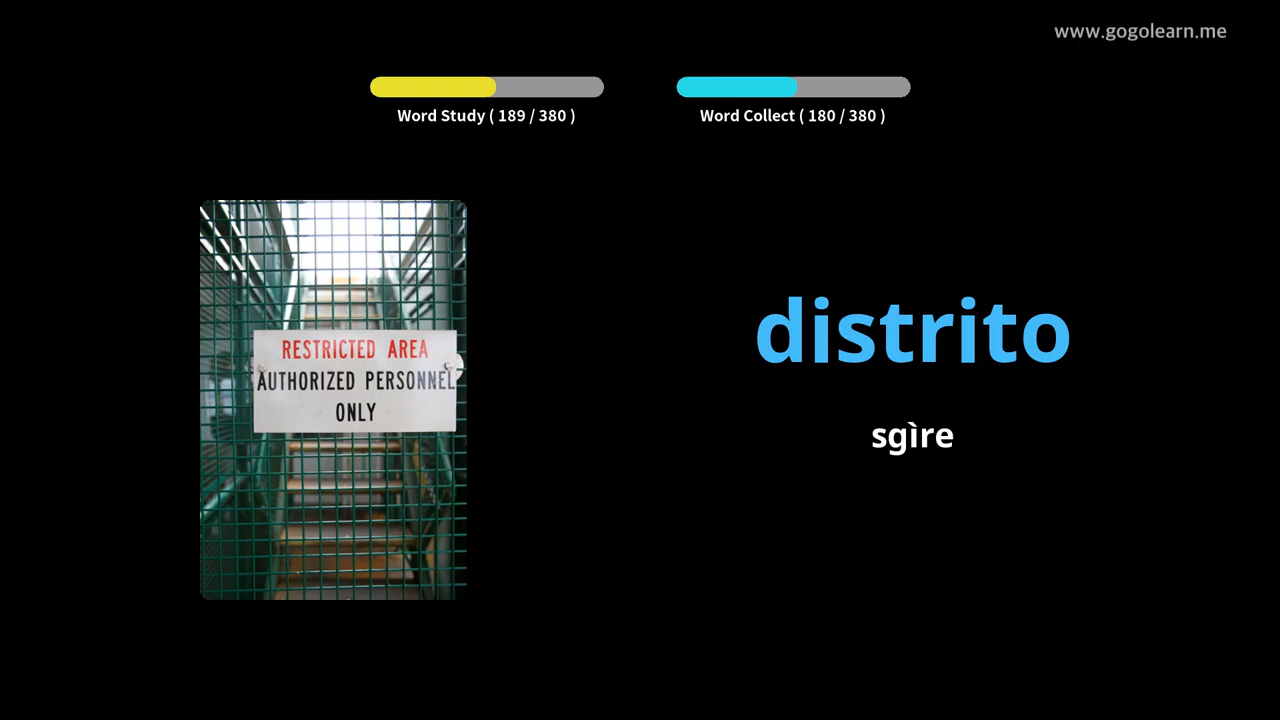 www.gogolearn.me
Word Study ( 189 / 380 )
Word Collect ( 180 / 380 )
RESTRICTED AREA
AUTHORIZED PERSONNEL
ONLY
distrito
sgìre